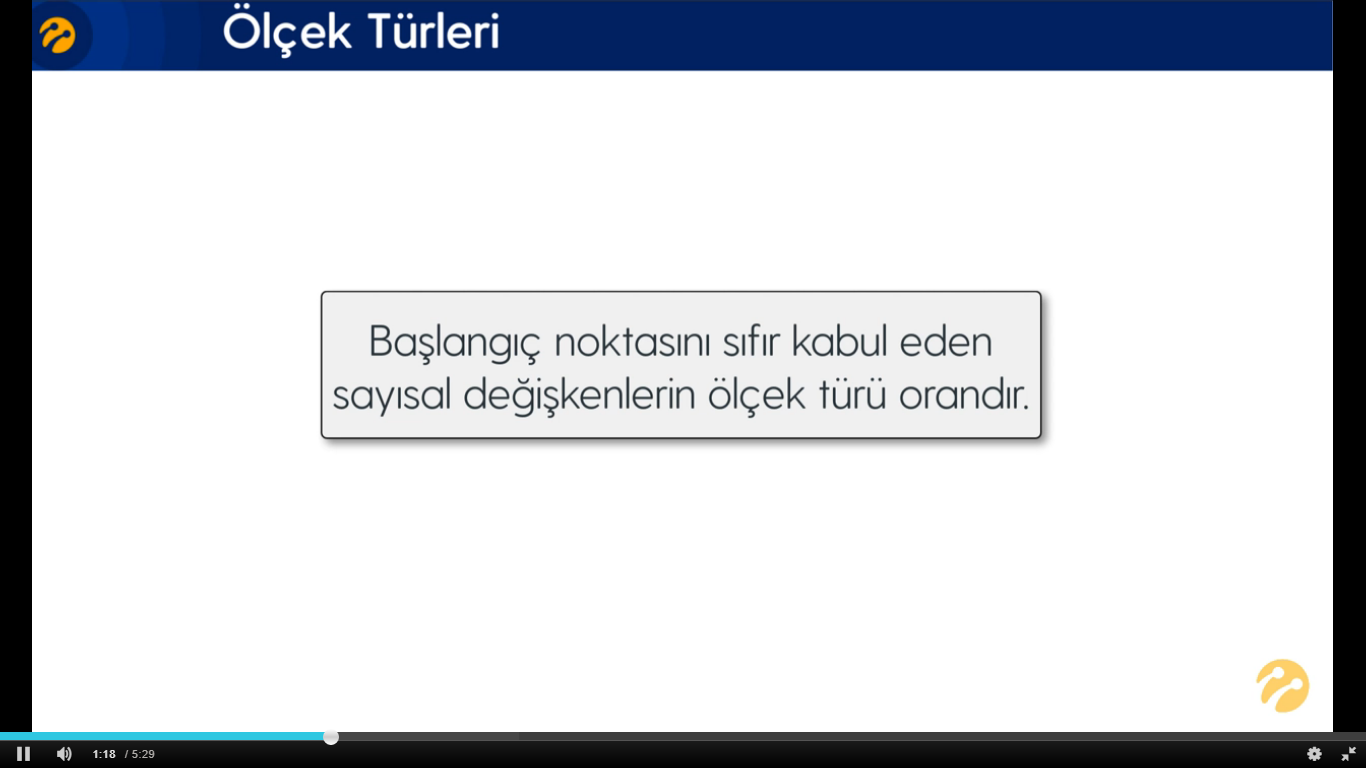 Ölçek Türleri
Başlangıç noktasını sıfır kabul eden
sayısal değişkenlerin ölçek türü orandır.
1:18 / 5:29